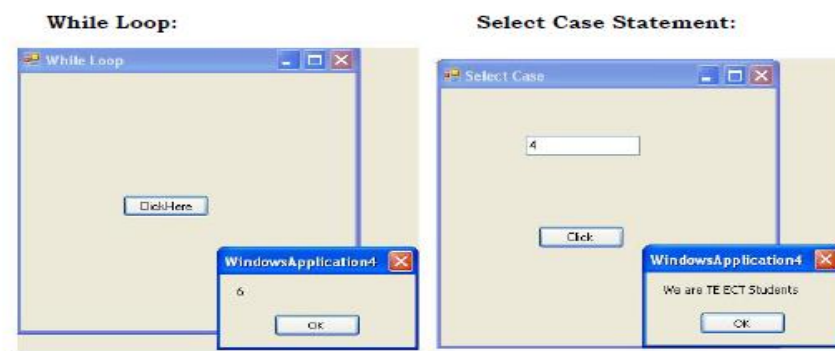 While Loop:
Select Case Statement:
While Loop
ClickHere
WindowsApplication4
6
OK
Select Case
4
Click
WindowsApplication4
We are TE ECT Students
OK